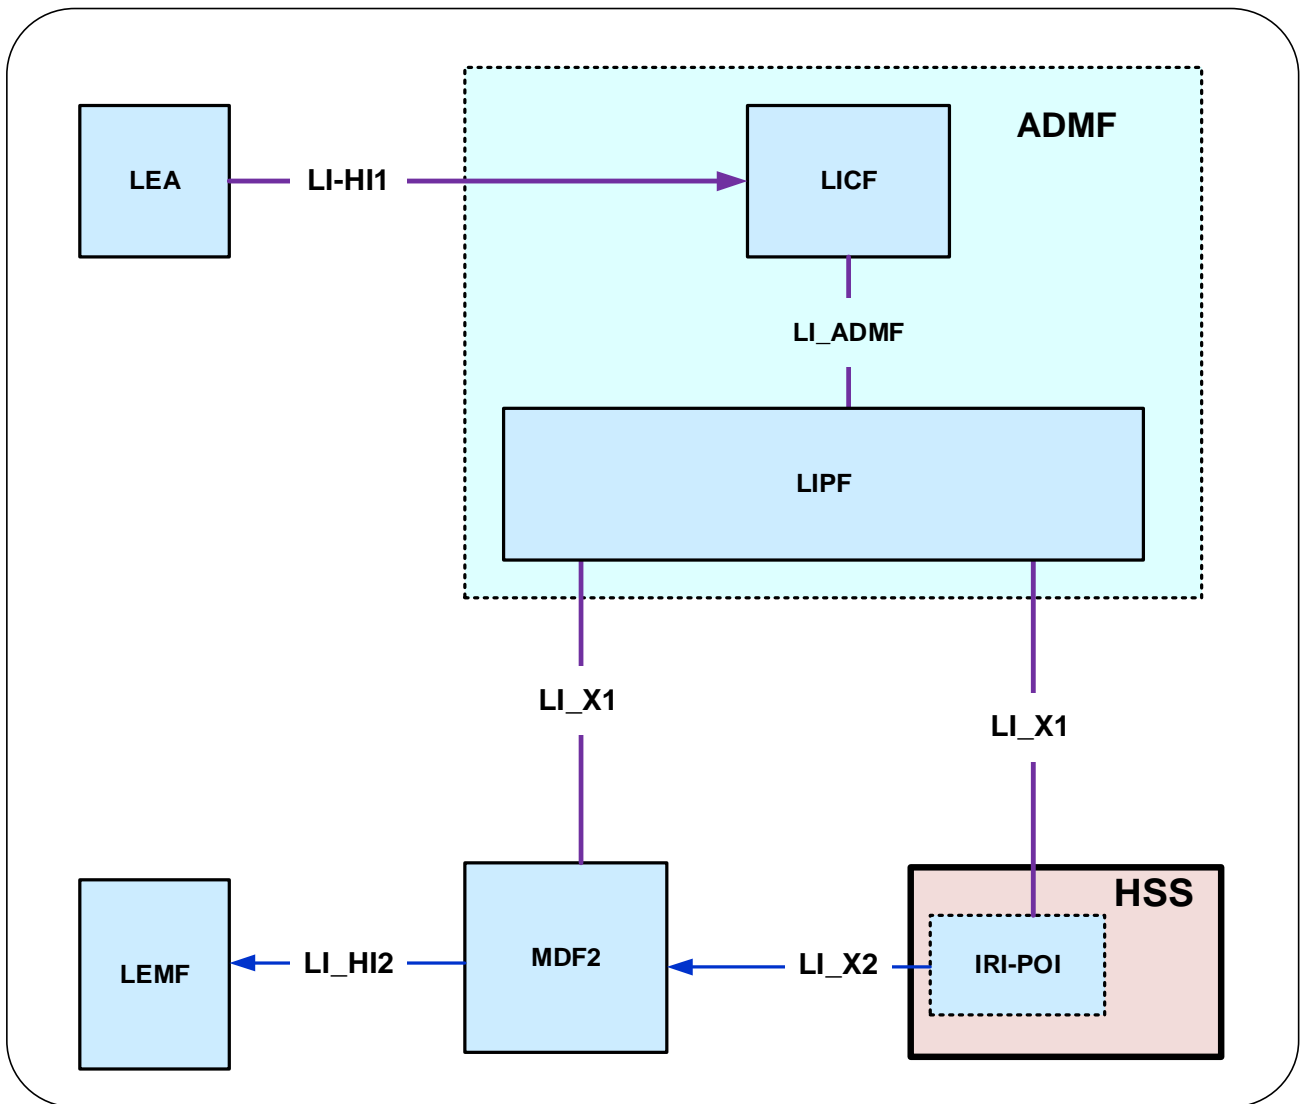 ADMF
LEA
LI-HI1
LICF
LI_ADMF
LIPF
LI_X1
LI_X1
HSS
LEMF
LI_HI2
MDF2
LI_X2
IRI-POI